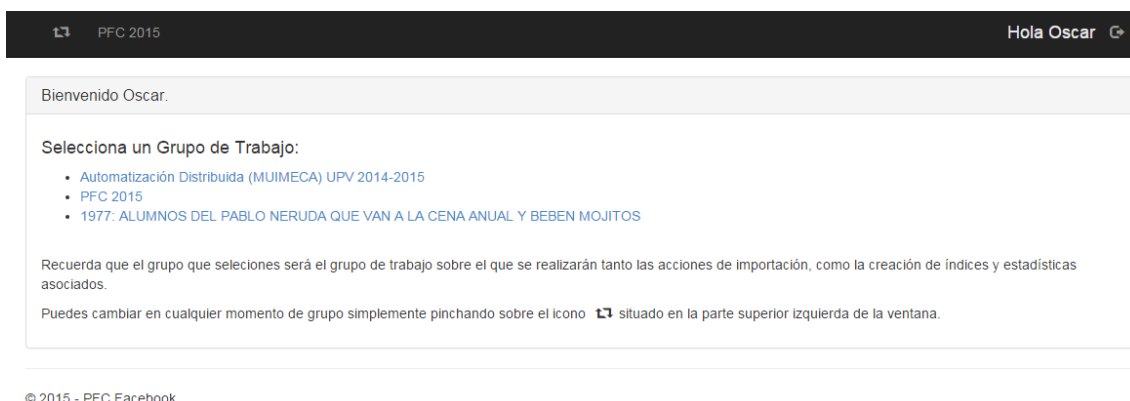 PFC 2015
Hola Oscar
Bienvenido Oscar.
Selecciona un Grupo de Trabajo:
Automatización Distribuida (MUIMECA) UPV 2014-2015
PFC 2015
1977: ALUMNOS DEL PABLO NERUDA QUE VAN A LA CENA ANUAL Y BEBEN MOJITOS
Recuerda que el grupo que seleciones será el grupo de trabajo sobre el que se realizarán tanto las acciones de importación, como la creación de índices y estadísticas
asociados.
Puedes cambiar en cualquier momento de grupo simplemente pinchando sobre el icono situado en la parte superior izquierda de la ventana.
© 2015 - PFC Facebook